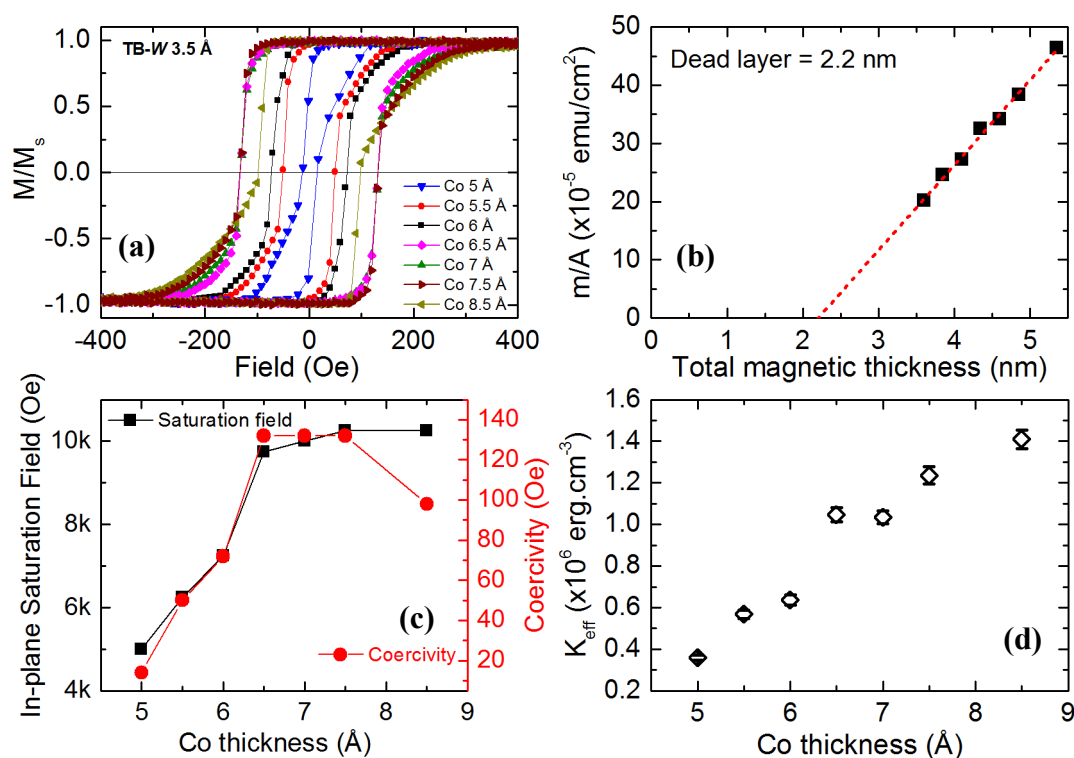 TB-W 3.5 Å
1.0
0.5
0.0
-0.5
-1.0
M/Ms
(a)
Co 5 Å
Co 5.5 Å
Co 6 Å
Co 6.5 Å
Co 7 Å
Co 7.5 Å
Co 8.5 Å
-400 -200 0 200 400
Field (Oe)
Dead layer = 2.2 nm
50
40
30
20
10
0
m/A (x10-5 emu/cm2)
(b)
0 1 2 3 4 5
Total magnetic thickness (nm)
Saturation field
10k
8k
6k
4k
In-plane Saturation Field (Oe)
140
120
100
80
60
40
20
Coercivity (Oe)
(c)
Coercivity
5 6 7 8 9
Co thickness (Å)
1.6
1.4
1.2
1.0
0.8
0.6
0.4
0.2
Keff (x106 erg.cm-3)
(d)
5 6 7 8 9
Co thickness (Å)